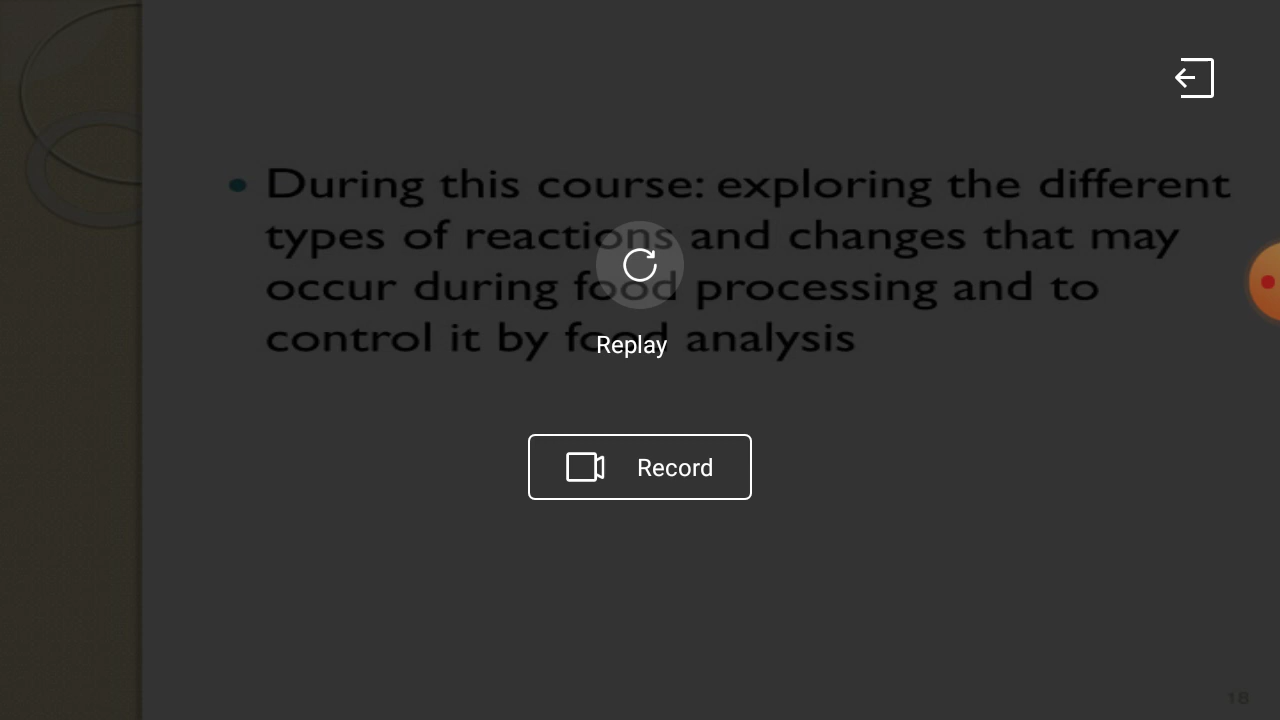 • During this course: exploring the different
types of reactions and changes that may
occur during food processing and to
control it by food analysis
Replay
Record
18